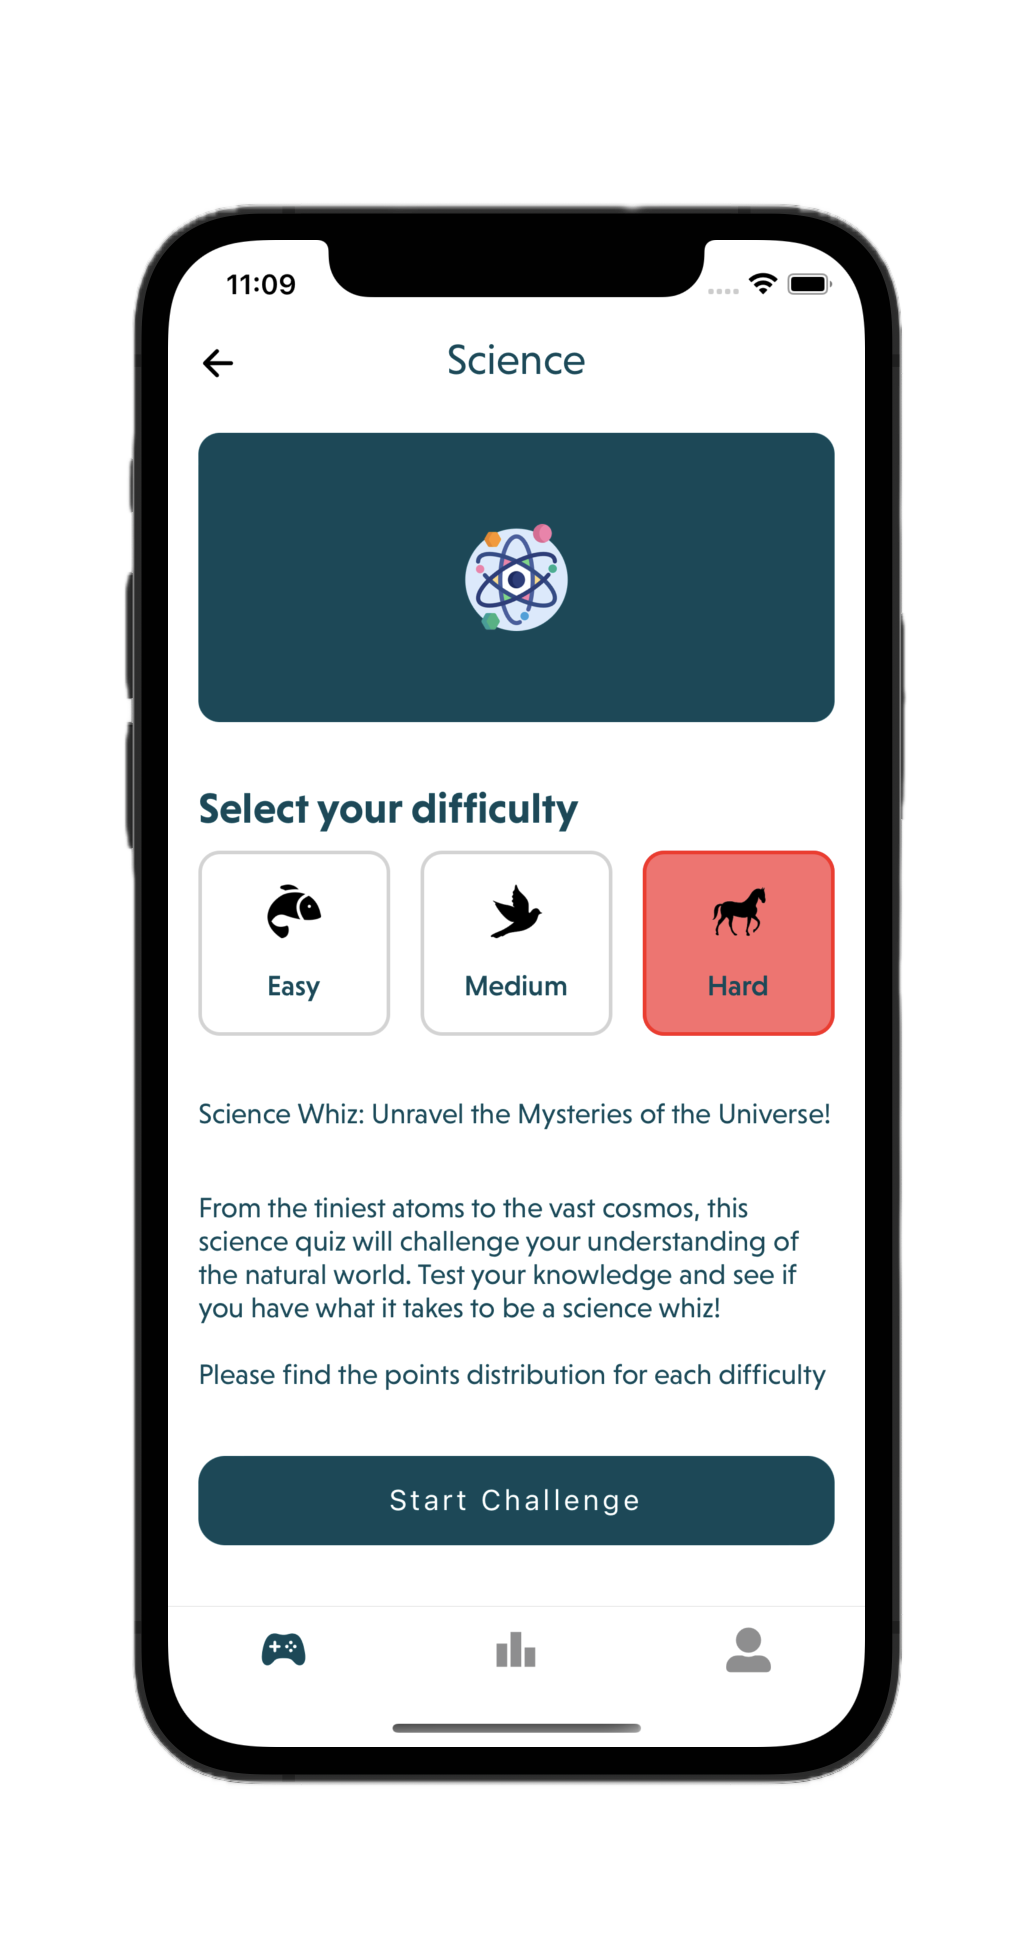 11:09
Science
Select your difficulty
Easy
Medium
Hard
Science Whiz: Unravel the Mysteries of the Universe!
From the tiniest atoms to the vast cosmos, this
science quiz will challenge your understanding of
the natural world. Test your knowledge and see if
you have what it takes to be a science whiz!
Please find the points distribution for each difficulty
Start Challenge